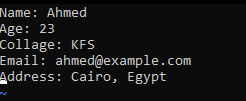 Name: Ahmed
Age: 23
Collage: KFS
Email: ahmed@example.com
Address: Cairo, Egypt
~